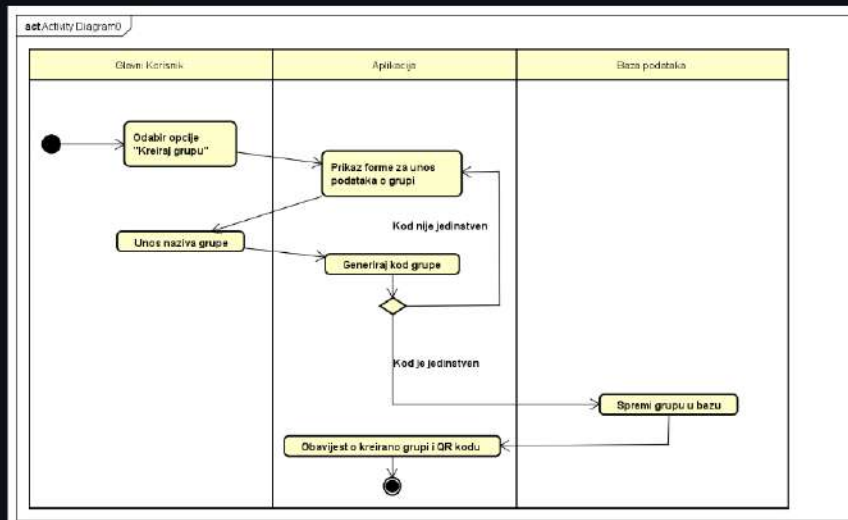 act Activity Diagram0
Glavni Korisnik
Aplikacija
Baza podataka
Odabir opcije
"Kreiraj grupu"
Prikaz forme za unos
podataka o grupi
Kod nije jedinstven
Unos naziva grupe
Generiraj kod grupe
Kod je jedinstven
Spremi grupu u bazu
Obavijest o kreirano grupi i QR kodu